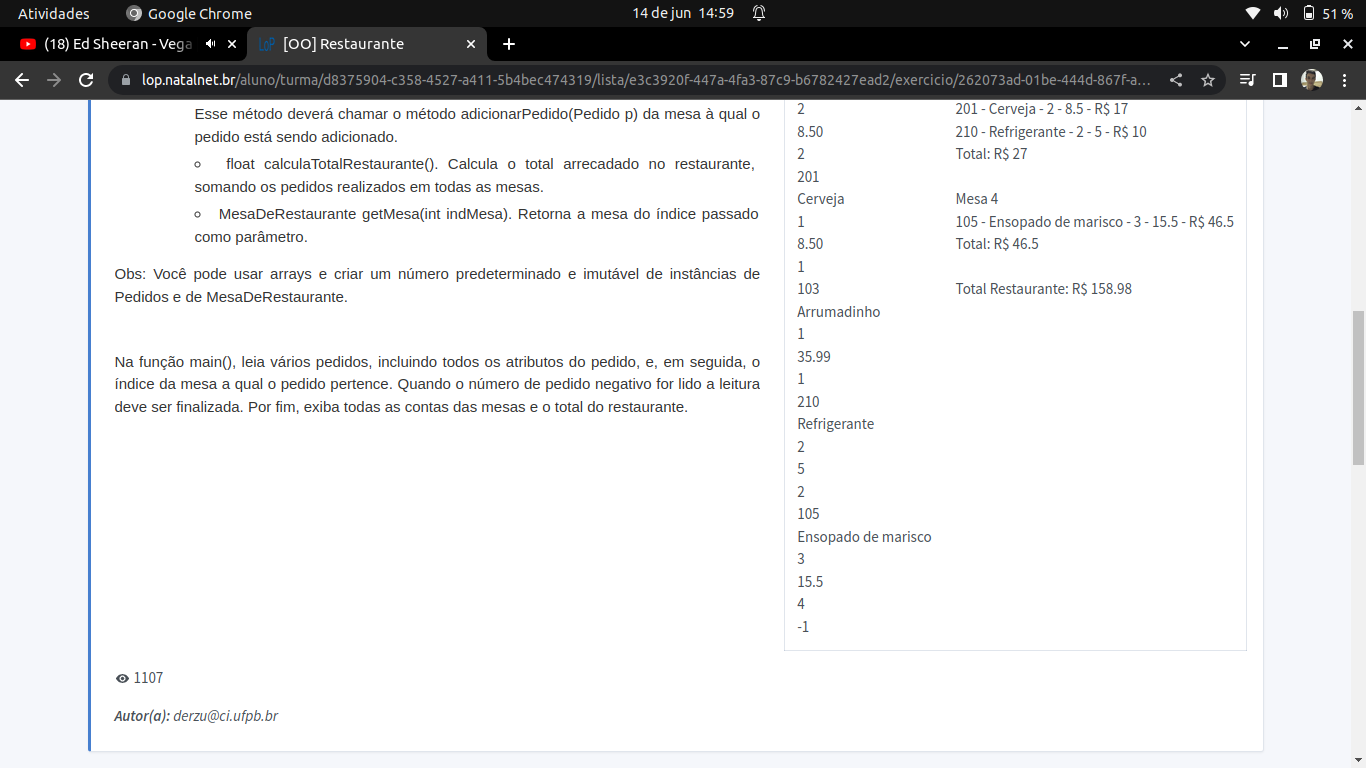 Atividades
Google Chrome
14 de jun 14:59
51 %
(18) Ed Sheeran - Vega
LoP
[OO] Restaurante
lop.natalnet.br/aluno/turma/d8375904-c358-4527-a411-5b4bec474319/lista/e3c3920f-447a-4fa3-87c9-b6782427ead2/exercicio/262073ad-01be-444d-867f-a...
Esse método deverá chamar o método adicionarPedido(Pedido p) da mesa à qual o
pedido está sendo adicionado.
float calculaTotalRestaurante(). Calcula o total arrecadado no restaurante,
somando os pedidos realizados em todas as mesas.
MesaDeRestaurante getMesa(int indMesa). Retorna a mesa do índice passado
como parâmetro.
Obs: Você pode usar arrays e criar um número predeterminado e imutável de instâncias de
Pedidos e de MesaDeRestaurante.
Na função main(), leia vários pedidos, incluindo todos os atributos do pedido, e, em seguida, o
índice da mesa a qual o pedido pertence. Quando o número de pedido negativo for lido a leitura
deve ser finalizada. Por fim, exiba todas as contas das mesas e o total do restaurante.
2
8.50
2
201
Cerveja
1
8.50
1
103
Arrumadinho
1
35.99
1
210
Refrigerante
2
5
2
105
Ensopado de marisco
3
15.5
4
-1
201 - Cerveja - 2 - 8.5 - R$ 17
210 - Refrigerante - 2 - 5 - R$ 10
Total: R$ 27
Mesa 4
105 - Ensopado de marisco - 3 - 15.5 - R$ 46.5
Total: R$ 46.5
Total Restaurante: R$ 158.98
1107
Autor(a): derzu@ci.ufpb.br